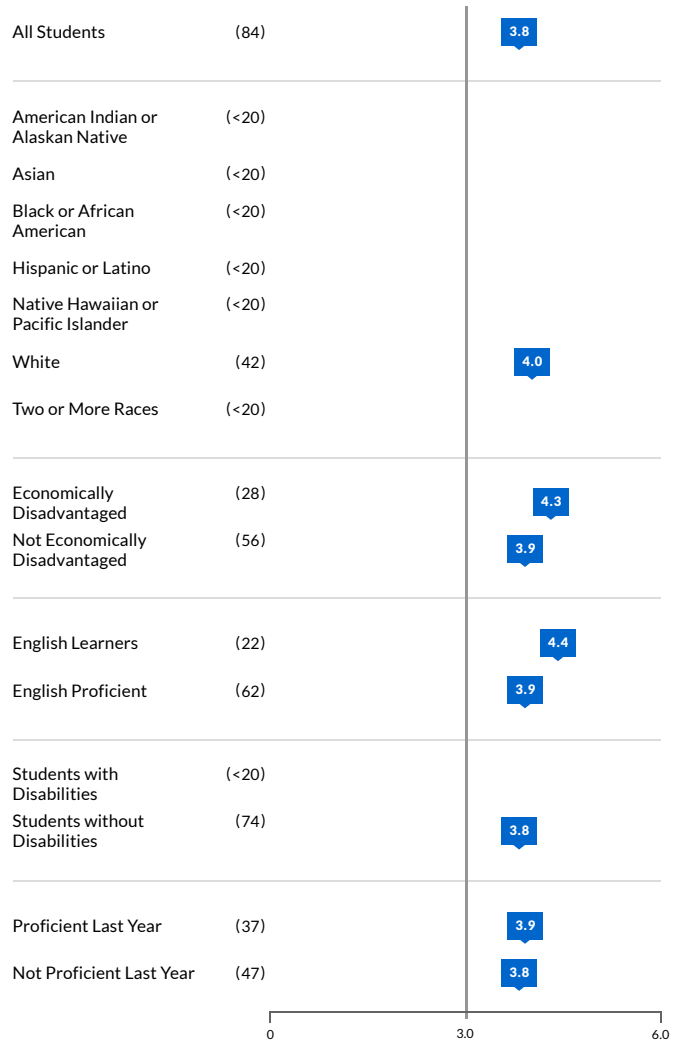 All Students (84) 3.8
American Indian or (<20)
Alaskan Native
Asian (<20)
Black or African (<20)
American
Hispanic or Latino (<20)
Native Hawaiian or (<20)
Pacific Islander
White (42) 4.0
Two or More Races (<20)
Economically (28) 4.3
Disadvantaged
Not Economically (56) 3.9
Disadvantaged
English Learners (22) 4.4
English Proficient (62) 3.9
Students with (<20)
Disabilities
Students without (74) 3.8
Disabilities
Proficient Last Year (37) 3.9
Not Proficient Last Year (47) 3.8
0 3.0 6.0